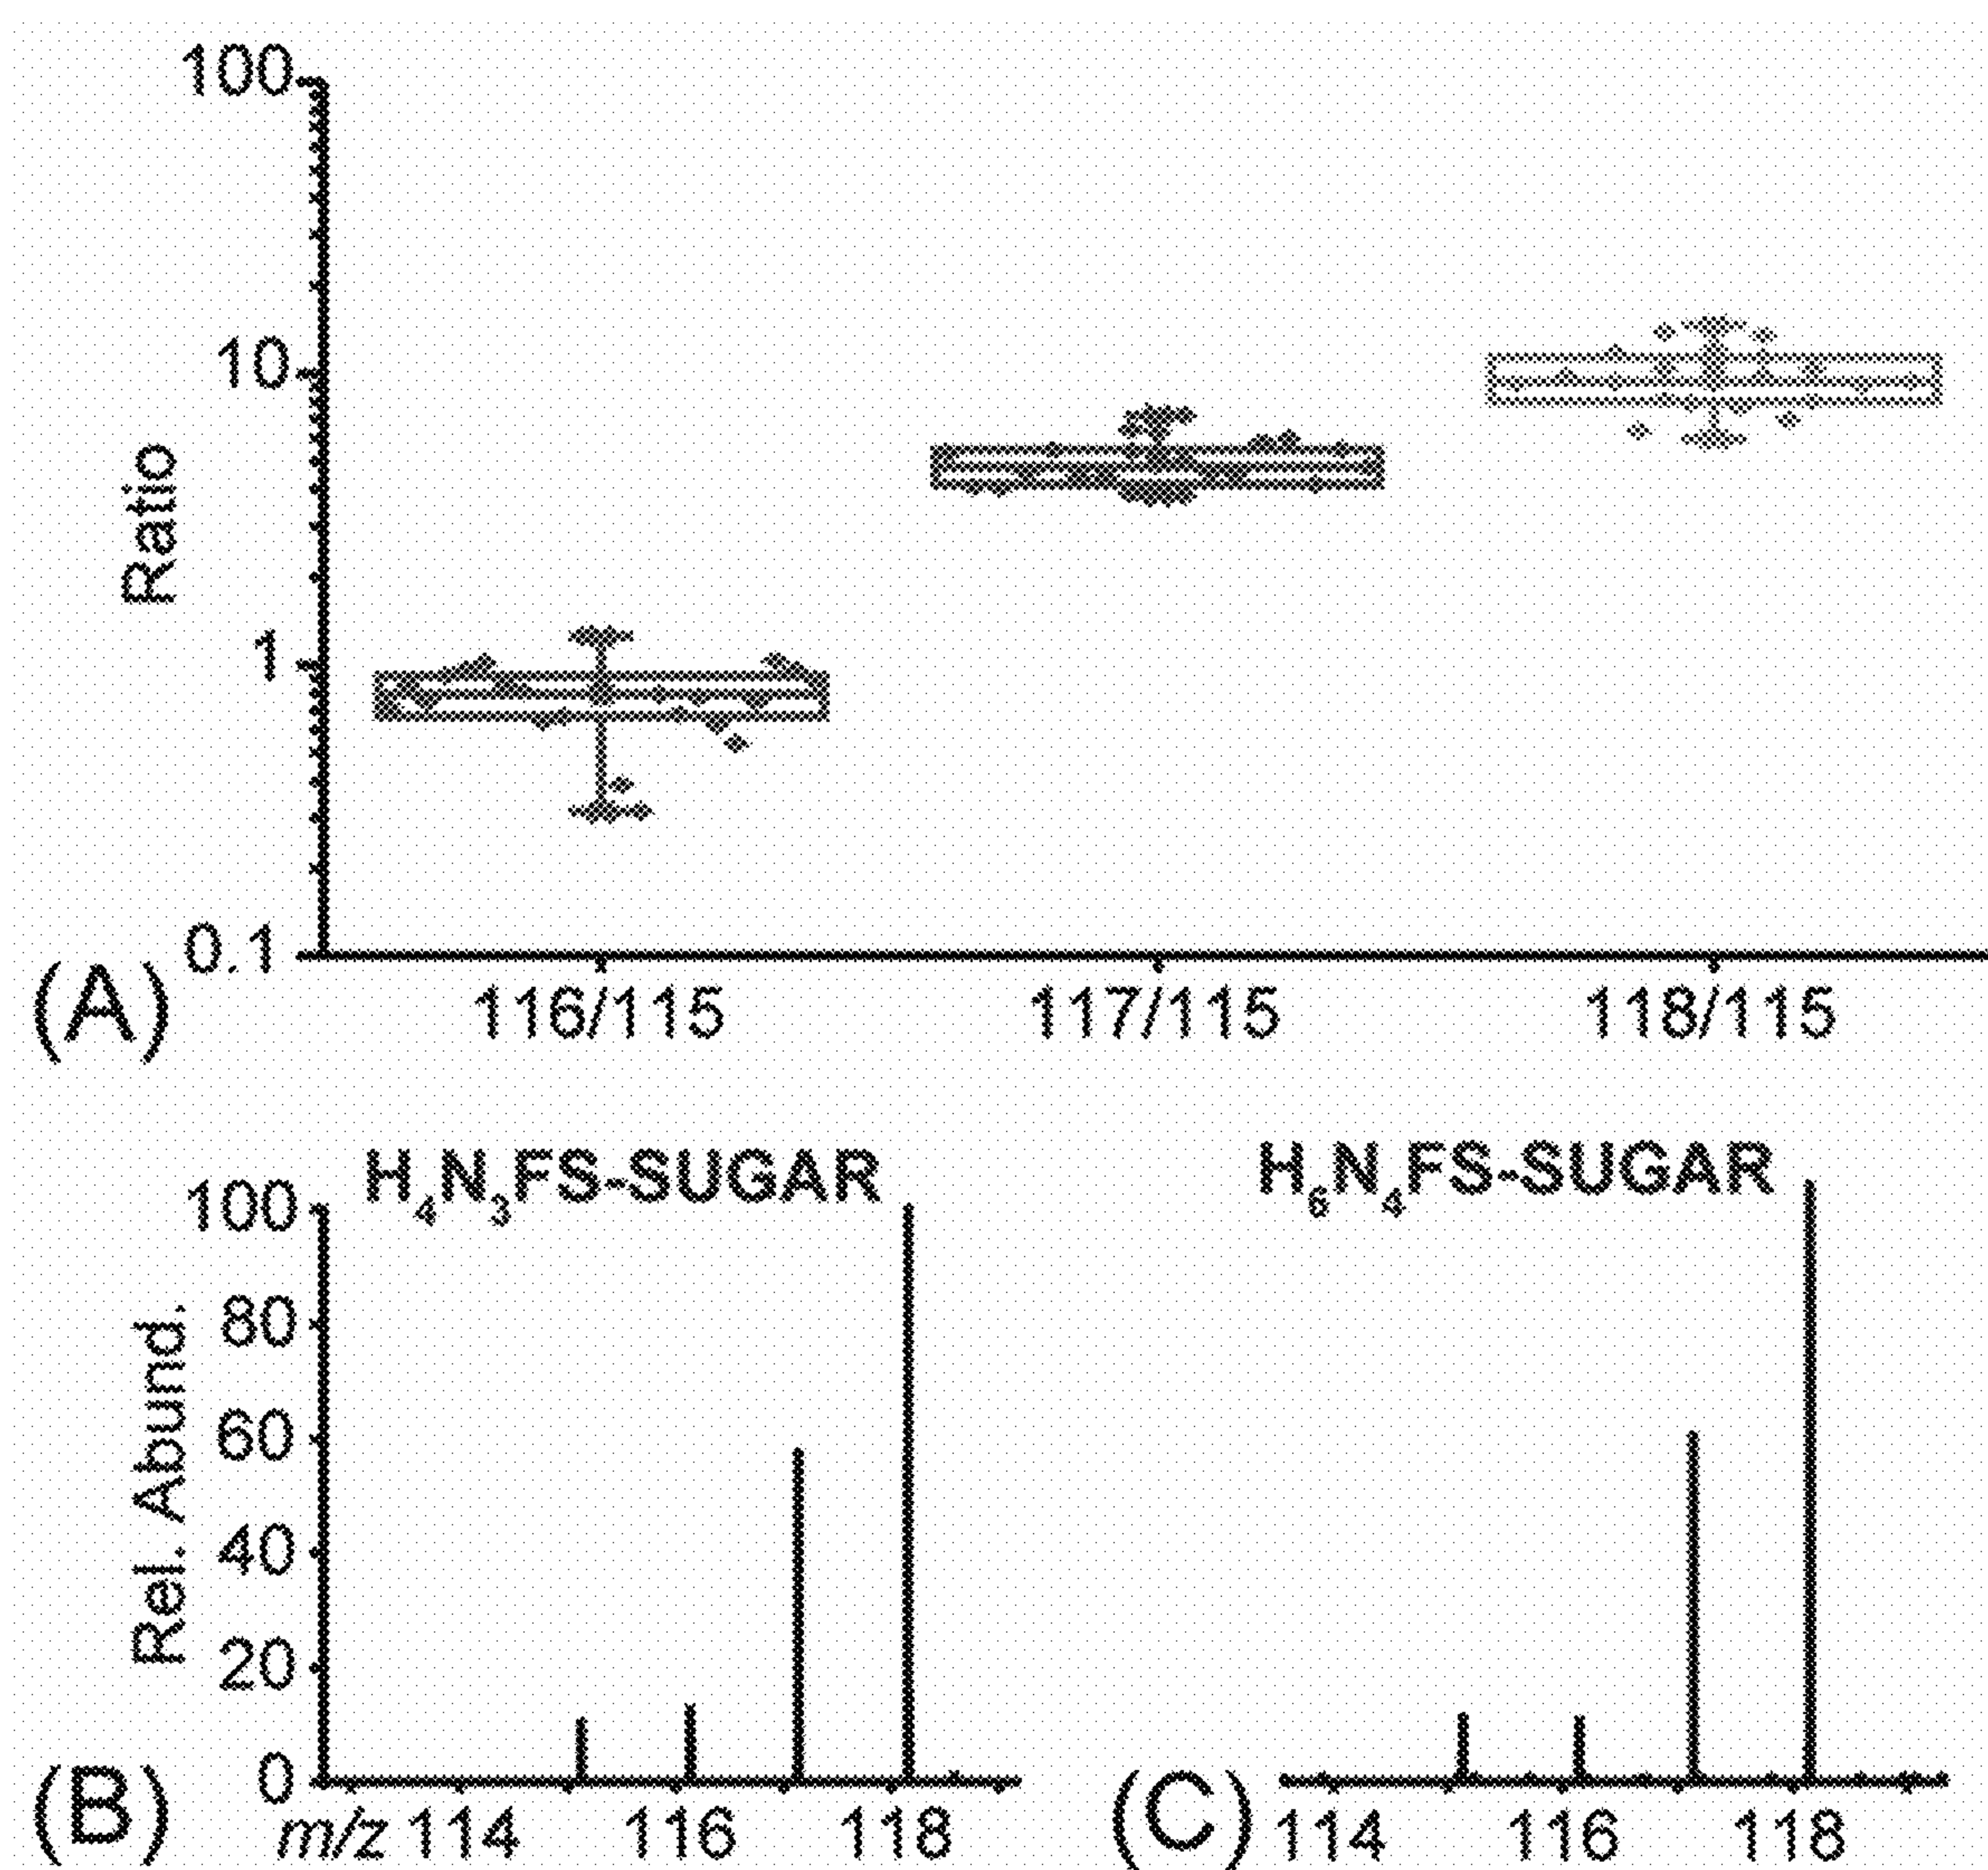 100
10
Ratio
1
0.1
(A)
116/115 117/115 118/115
H₄N₃FS-SUGAR H₆N₄FS-SUGAR
100
80
60
Rel. Abund.
40
20
0
(B) (C)
m/z 114 116 118 114 116 118